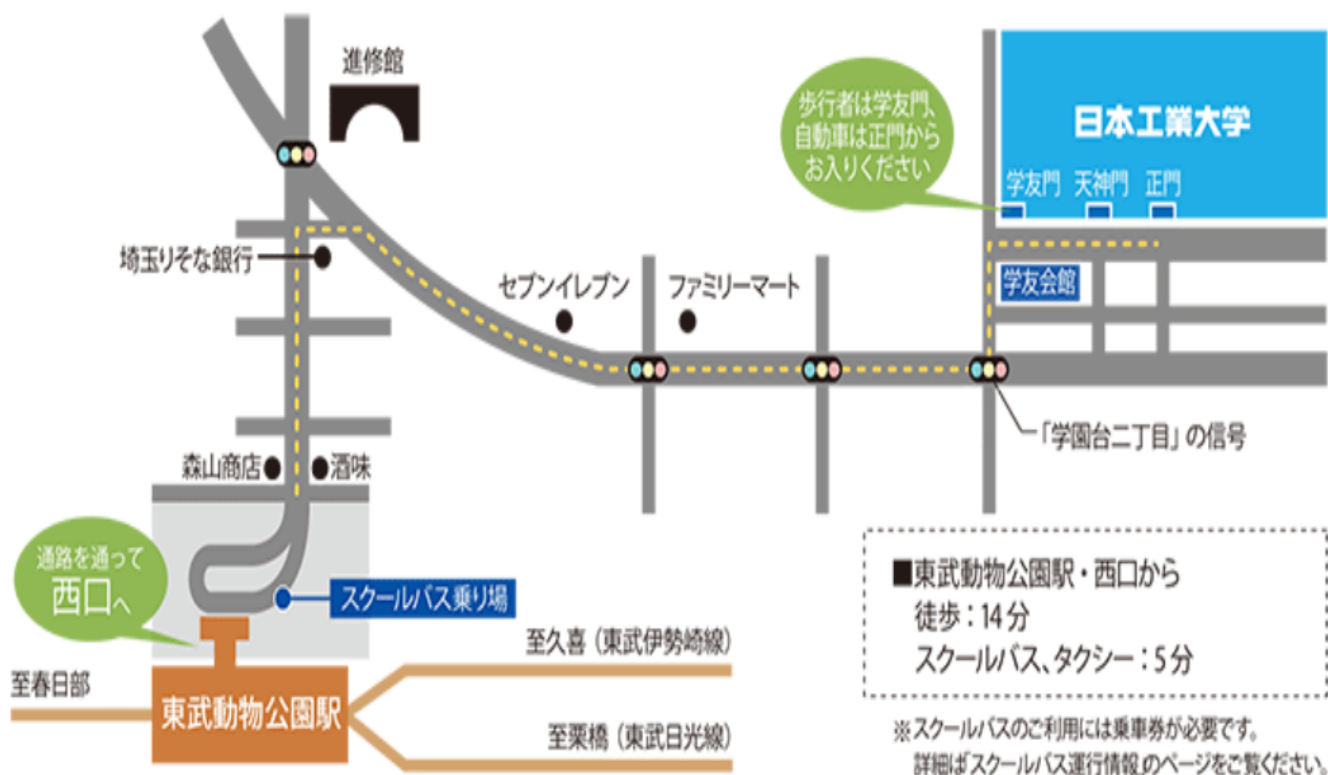 進修館
歩行者は学友門、
自動車は正門から
お入りください
日本工業大学
学友門
天神門
正門
埼玉りそな銀行
セブンイレブン
ファミリーマート
学友会館
「学園台二丁目」の信号
森山商店
酒味
通路を通って
西口へ
スクールバス乗り場
至久喜（東武伊勢崎線）
至春日部
東武動物公園駅
至栗橋（東武日光線）
■東武動物公園駅・西口から
徒歩：14分
スクールバス、タクシー：5分
※スクールバスのご利用には乗車券が必要です。
詳細は「スクールバス運行情報」のページをご覧ください。